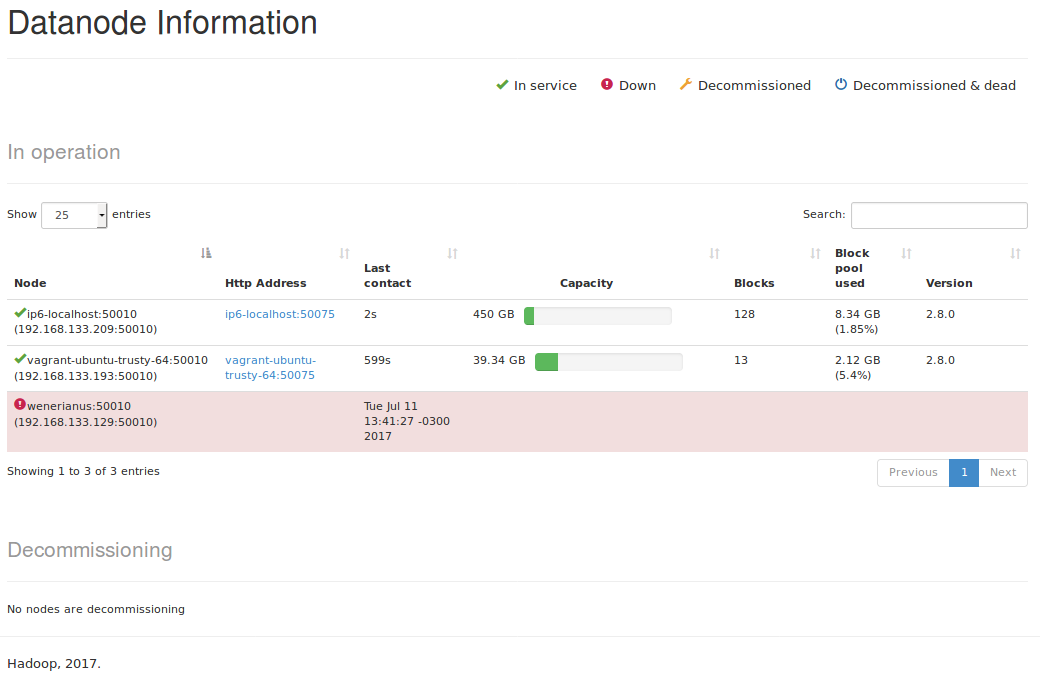 Datanode Information
In service Down Decommissioned Decommissioned & dead
In operation
Show 25 entries Search:
Node Http Address Last contact Capacity Blocks Block pool used Version
ip6-localhost:50010 ip6-localhost:50075 2s 450 GB 128 8.34 GB 2.8.0
(192.168.133.209:50010) (1.85%)
vagrant-ubuntu-trusty-64:50010 vagrant-ubuntu- 599s 39.34 GB 13 2.12 GB 2.8.0
(192.168.133.193:50010) trusty-64:50075 (5.4%)
wenerianus:50010 Tue Jul 11
(192.168.133.129:50010) 13:41:27 -0300
2017
Showing 1 to 3 of 3 entries Previous 1 Next
Decommissioning
No nodes are decommissioning
Hadoop, 2017.